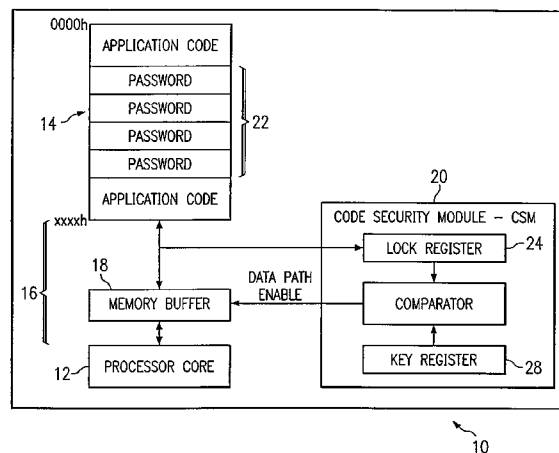 0000h
APPLICATION CODE
PASSWORD
PASSWORD
PASSWORD
PASSWORD
APPLICATION CODE
14
22
xxxxh
20
CODE SECURITY MODULE - CSM
LOCK REGISTER
24
18
16
MEMORY BUFFER
DATA PATH
ENABLE
COMPARATOR
12
PROCESSOR CORE
KEY REGISTER
28
10